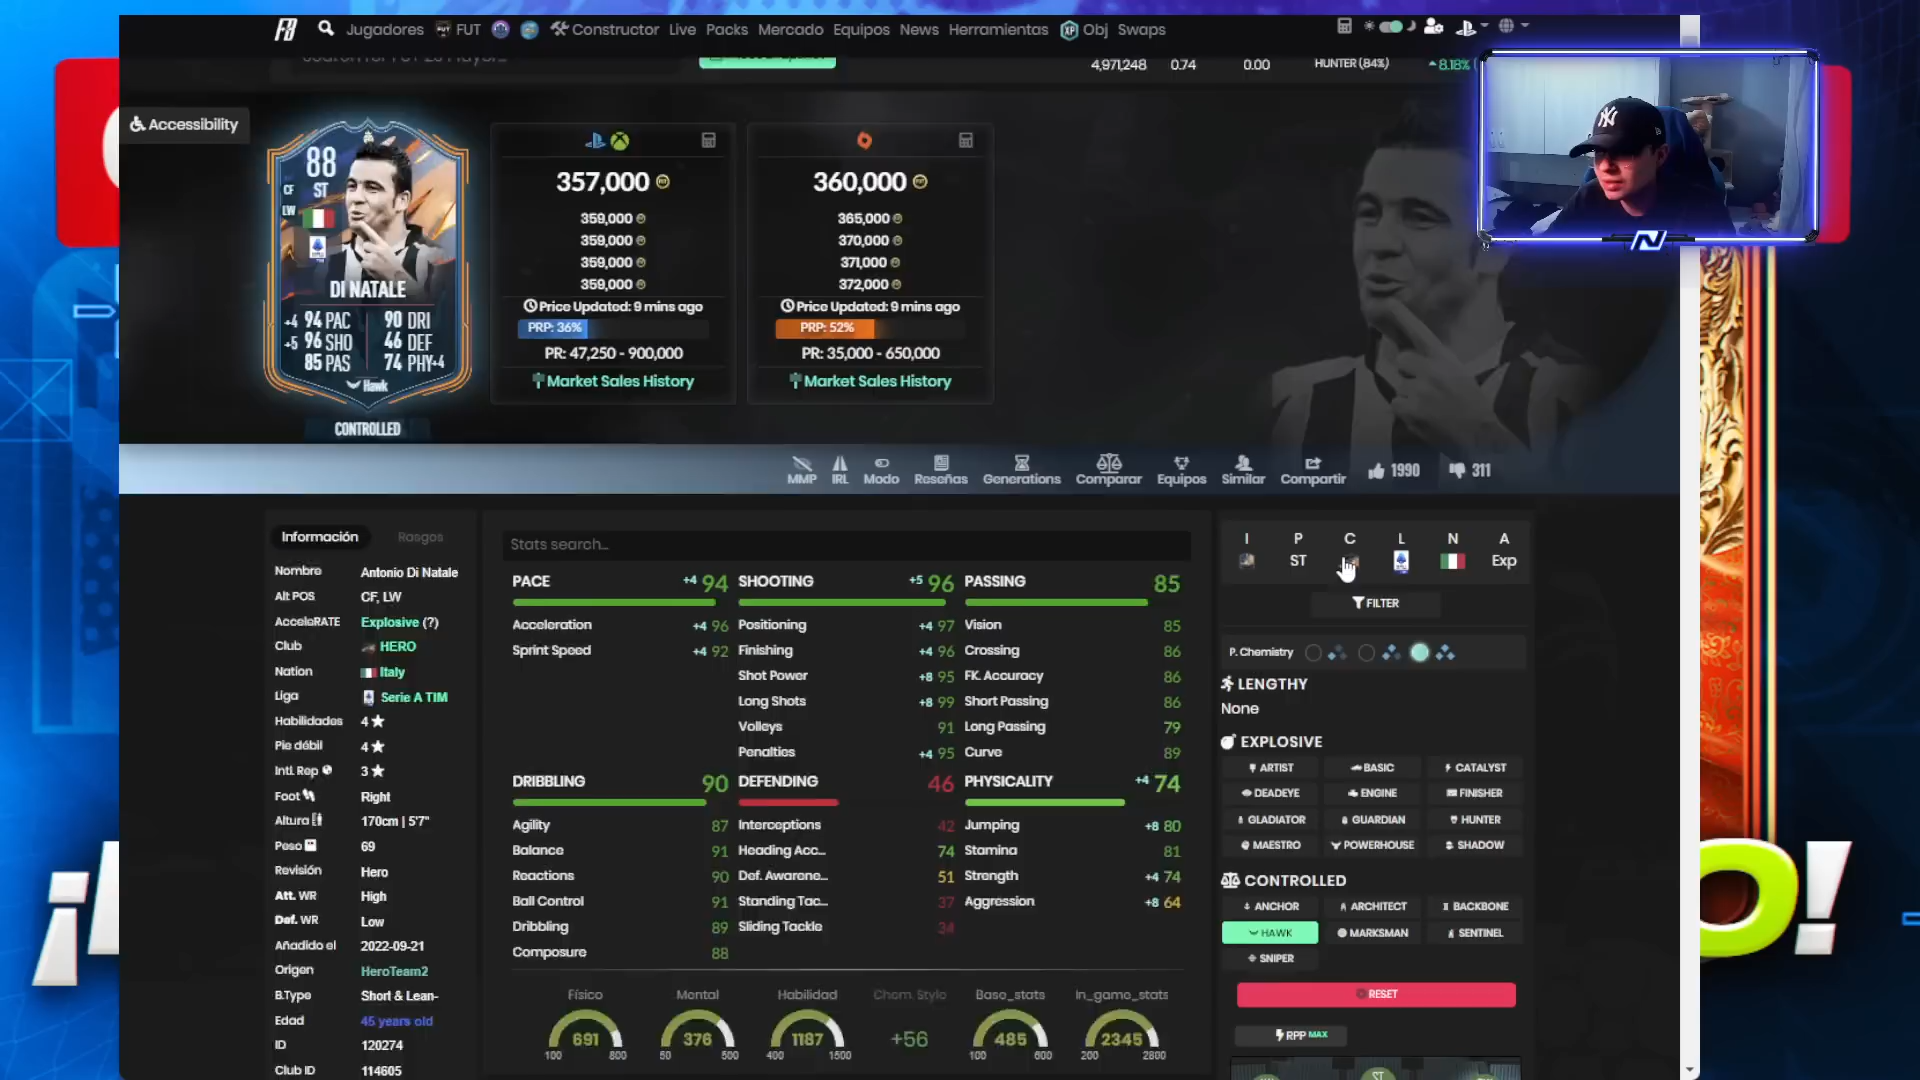 Jugadores FUT Constructor Live Packs Mercado Equipos News Herramientas Obj Swaps
4,971,248 0.74 0.00 HUNTER (84%) 8.18%
Accessibility
88
CF ST
LW
DI NATALE
+4 94 PAC 90 DRI
+5 96 SHO 46 DEF
85 PAS 74 PHY+4
Hawk
CONTROLLED
357,000
359,000
359,000
359,000
359,000
Price Updated: 9 mins ago
PRP: 36%
PR: 47,250 - 900,000
Market Sales History
360,000
365,000
370,000
371,000
372,000
Price Updated: 9 mins ago
PRP: 52%
PR: 35,000 - 650,000
Market Sales History
NY
MMP IRL Modo Reseñas Generations Comparar Equipos Similar Compartir 1990 311
Información Rasgos
Nombre Antonio Di Natale
Alt POS CF, LW
AcceleRATE Explosive (?)
Club HERO
Nation Italy
Liga Serie A TIM
Habilidades 4
Pie débil 4
Intl. Rep 3
Foot Right
Altura 170cm | 5'7"
Peso 69
Revisión Hero
Att. WR High
Def. WR Low
Añadido el 2022-09-21
Origen HeroTeam2
B.Type Short & Lean-
Edad 45 years old
ID 120274
Club ID 114605
Stats search...
PACE +4 94
Acceleration +4 96
Sprint Speed +4 92
SHOOTING +5 96
Positioning +4 97
Finishing +4 96
Shot Power +8 95
Long Shots +8 99
Volleys 91
Penalties +4 95
PASSING 85
Vision 85
Crossing 86
FK. Accuracy 86
Short Passing 86
Long Passing 79
Curve 89
DRIBBLING 90
Agility 87
Balance 91
Reactions 90
Ball Control 91
Dribbling 89
Composure 88
DEFENDING 46
Interceptions 42
Heading Acc... 74
Def. Awarene... 51
Standing Tac... 37
Sliding Tackle 34
PHYSICALITY +4 74
Jumping +8 80
Stamina 81
Strength +4 74
Aggression +8 64
Físico Mental Habilidad Chem. Style Base_stats In_game_stats
691 376 1187 +56 485 2345
100 800 50 500 400 1500 100 600 200 2800
I P C L N A
ST Exp
FILTER
P. Chemistry
LENGTHY
None
EXPLOSIVE
ARTIST BASIC CATALYST
DEADEYE ENGINE FINISHER
GLADIATOR GUARDIAN HUNTER
MAESTRO POWERHOUSE SHADOW
CONTROLLED
ANCHOR ARCHITECT BACKBONE
HAWK MARKSMAN SENTINEL
SNIPER
RESET
RPP MAX
ST
O!